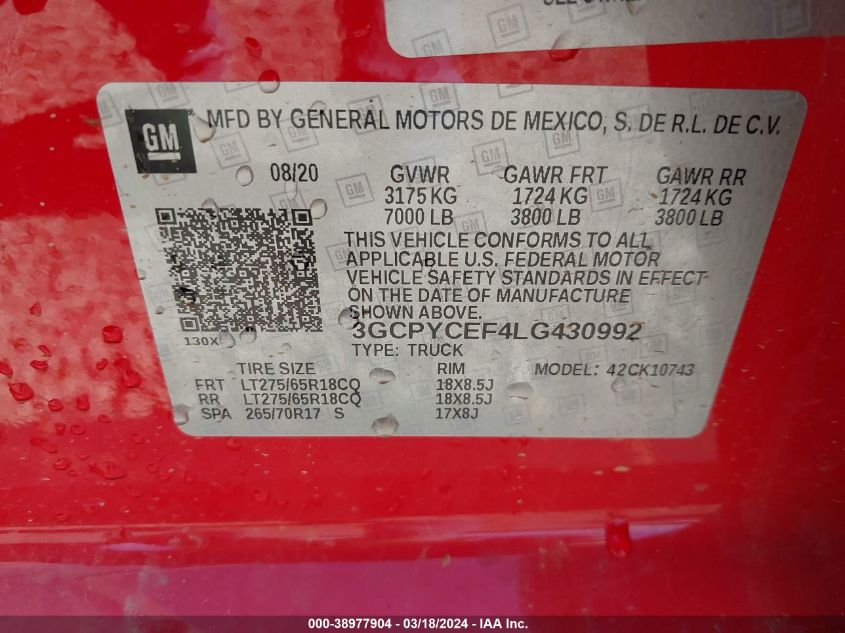 GM
MFD BY GENERAL MOTORS DE MEXICO, S. DE R.L. DE C.V.
08/20 GVWR GAWR FRT GAWR RR
3175 KG 1724 KG 1724 KG
7000 LB 3800 LB 3800 LB
THIS VEHICLE CONFORMS TO ALL
APPLICABLE U.S. FEDERAL MOTOR
VEHICLE SAFETY STANDARDS IN EFFECT
ON THE DATE OF MANUFACTURE
SHOWN ABOVE.
130X 3GCPYCEF4LG430992
TYPE: TRUCK
TIRE SIZE RIM MODEL: 42CK10743
FRT LT275/65R18CQ 18X8.5J
RR LT275/65R18CQ 18X8.5J
SPA 265/70R17 S 17X8J
000-38977904 - 03/18/2024 - IAA Inc.